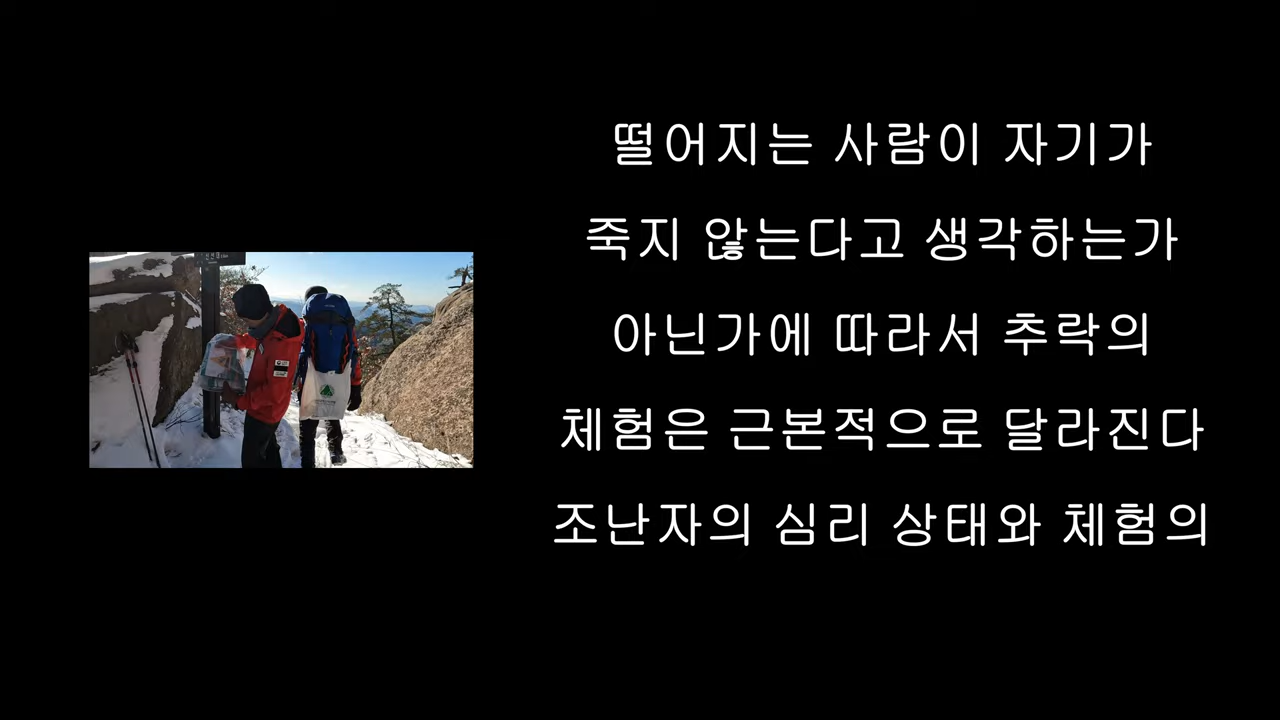 떨어지는 사람이 자기가
죽지 않는다고 생각하는가
아닌가에 따라서 추락의
체험은 근본적으로 달라진다
조난자의 심리 상태와 체험의